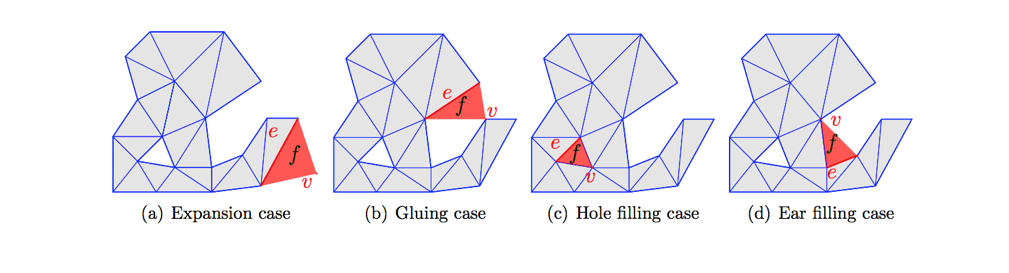 e
f
v
e
f
v
e
f
v
v
f
e
(a) Expansion case
(b) Gluing case
(c) Hole filling case
(d) Ear filling case